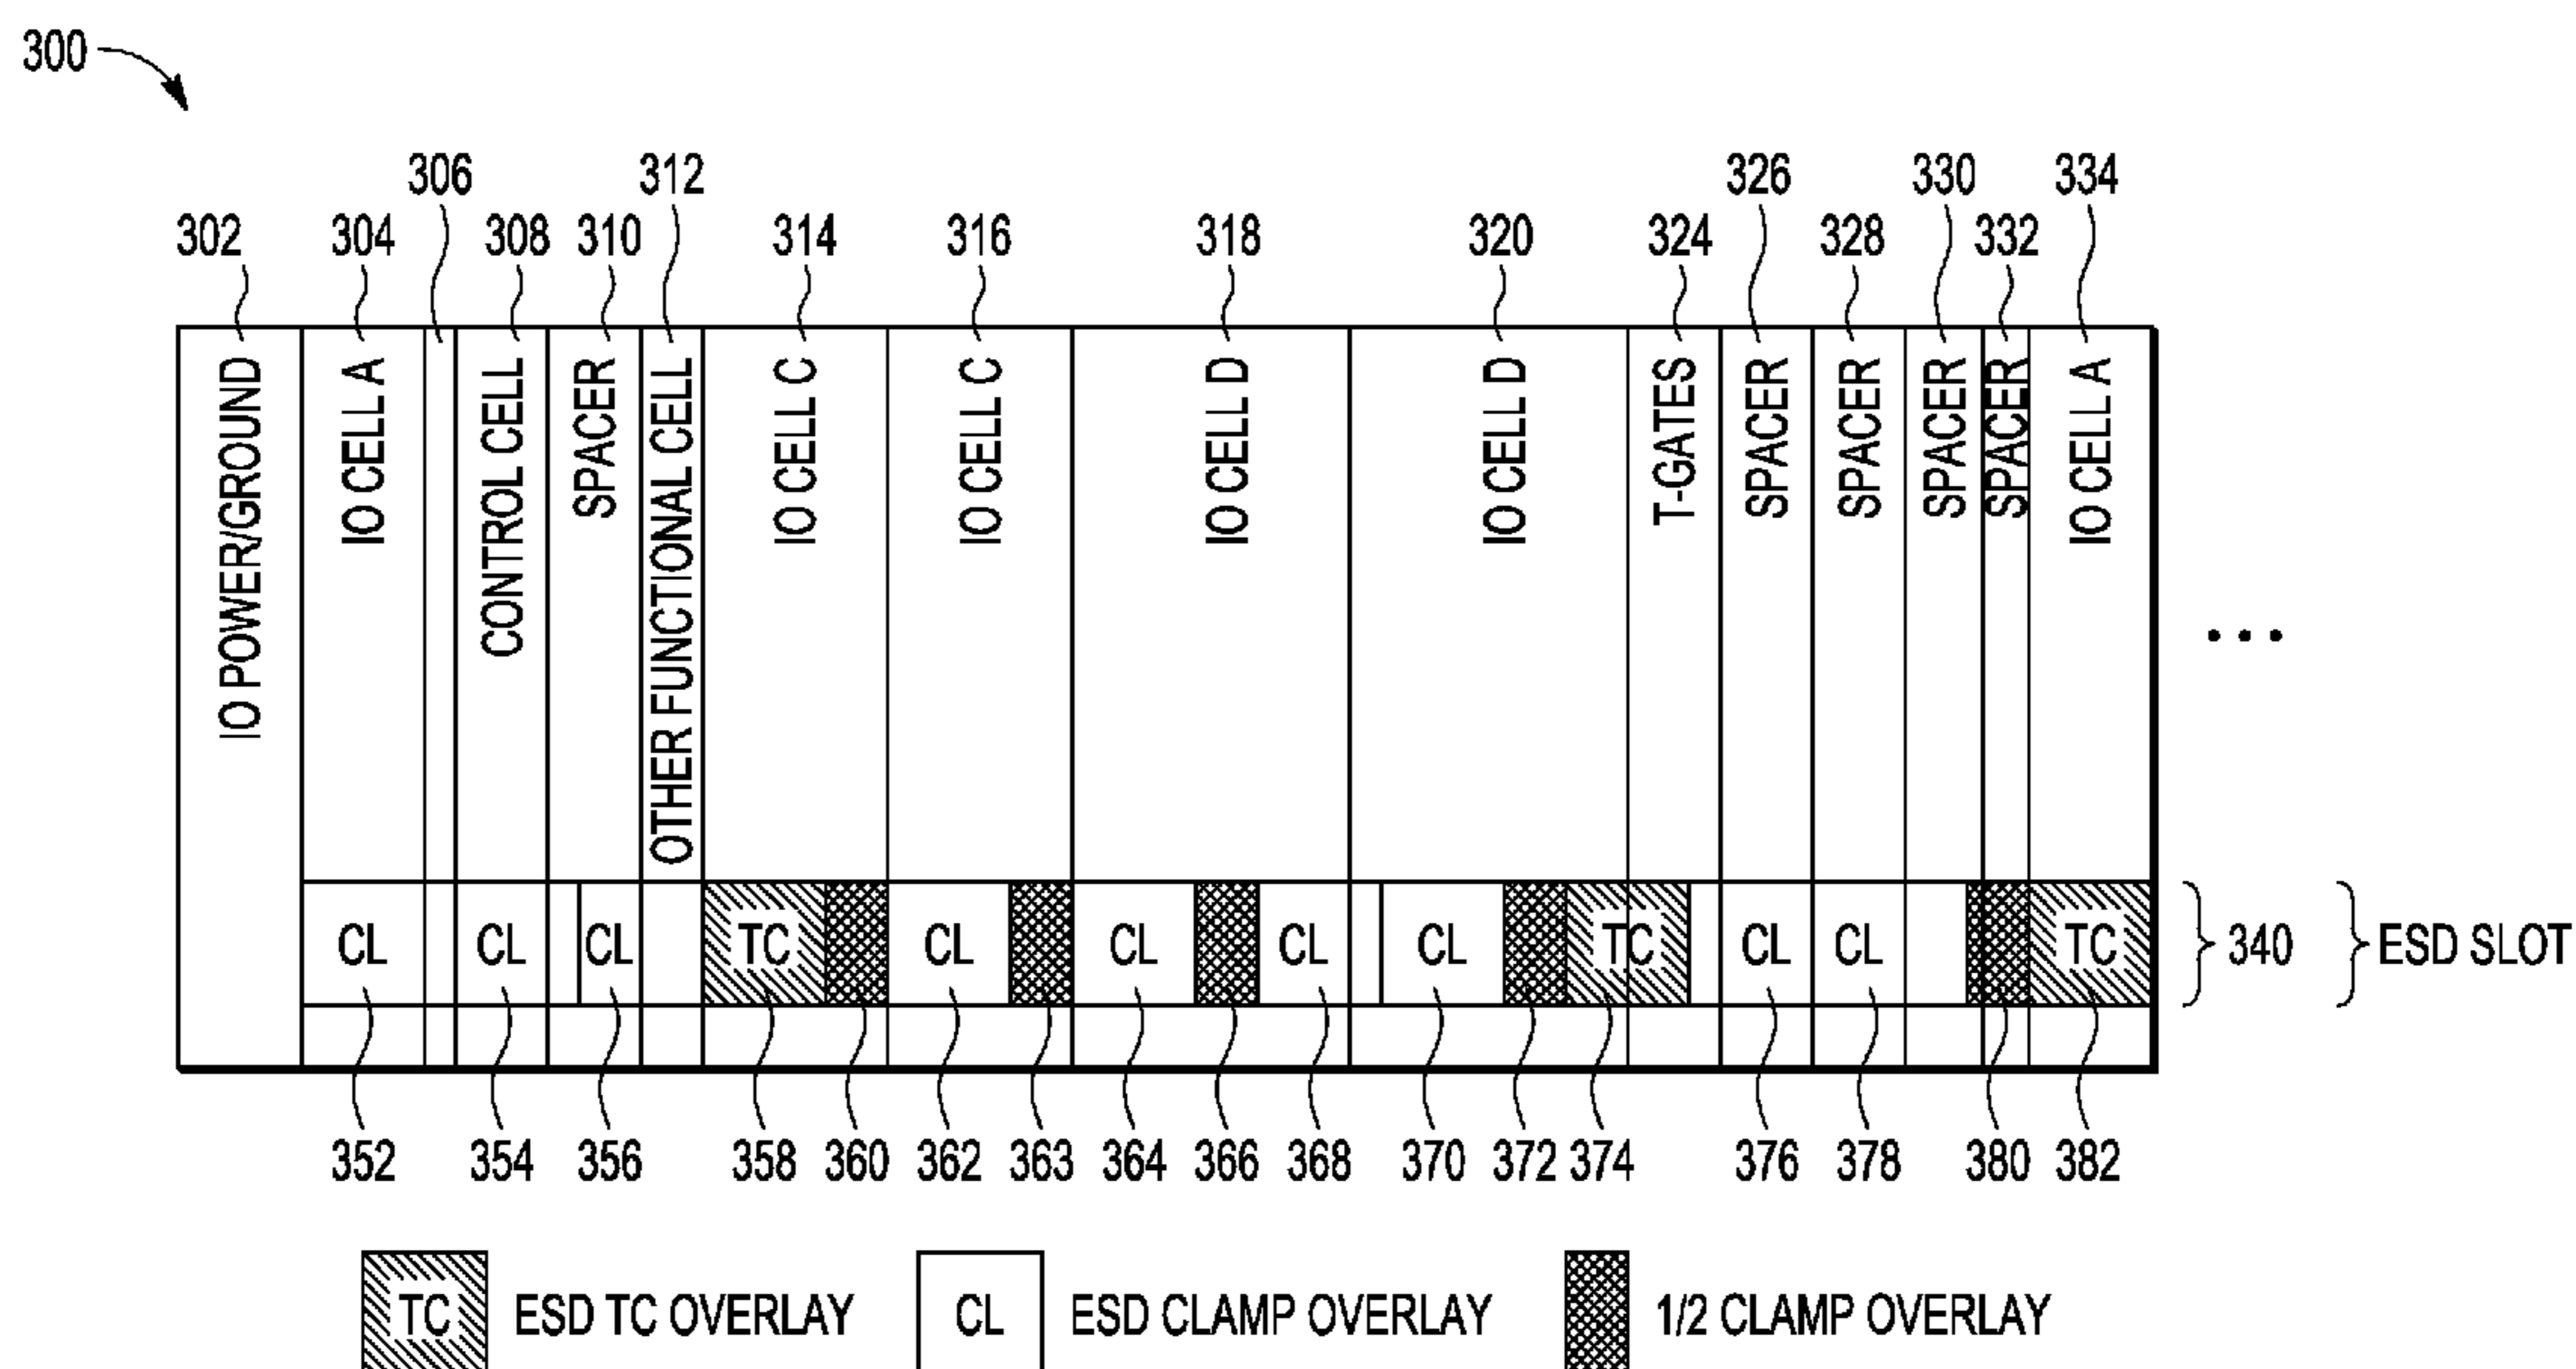 300
306 312 326 330 334
302 304 308 310 314 316 318 320 324 328 332
IO POWER/GROUND
IO CELL A
CONTROL CELL
SPACER
OTHER FUNCTIONAL CELL
IO CELL C
IO CELL C
IO CELL D
IO CELL D
T-GATES
SPACER
SPACER
SPACER
SPACER
IO CELL A
...
CL CL CL TC CL CL CL CL TC CL CL TC 340 ESD SLOT
352 354 356 358 360 362 363 364 366 368 370 372 374 376 378 380 382
TC ESD TC OVERLAY CL ESD CLAMP OVERLAY 1/2 CLAMP OVERLAY